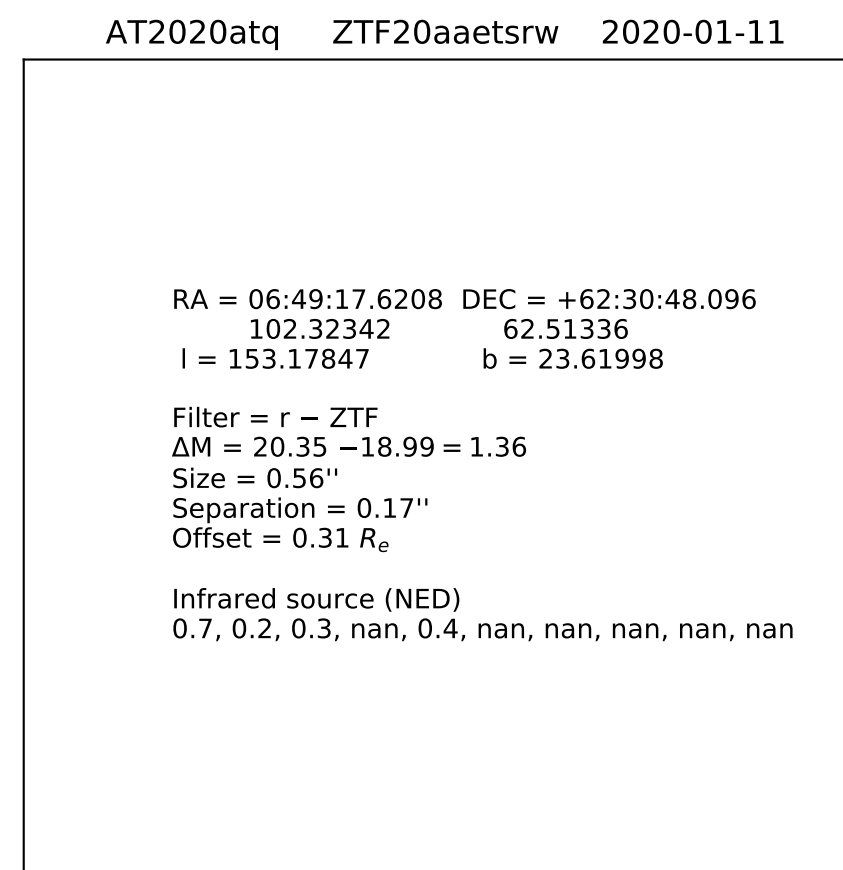 AT2020atq ZTF20aaetsrw 2020-01-11
RA = 06:49:17.6208 DEC = +62:30:48.096
102.32342 62.51336
l = 153.17847 b = 23.61998
Filter = r − ZTF
ΔM = 20.35 −18.99 = 1.36
Size = 0.56''
Separation = 0.17''
Offset = 0.31 Re
Infrared source (NED)
0.7, 0.2, 0.3, nan, 0.4, nan, nan, nan, nan, nan